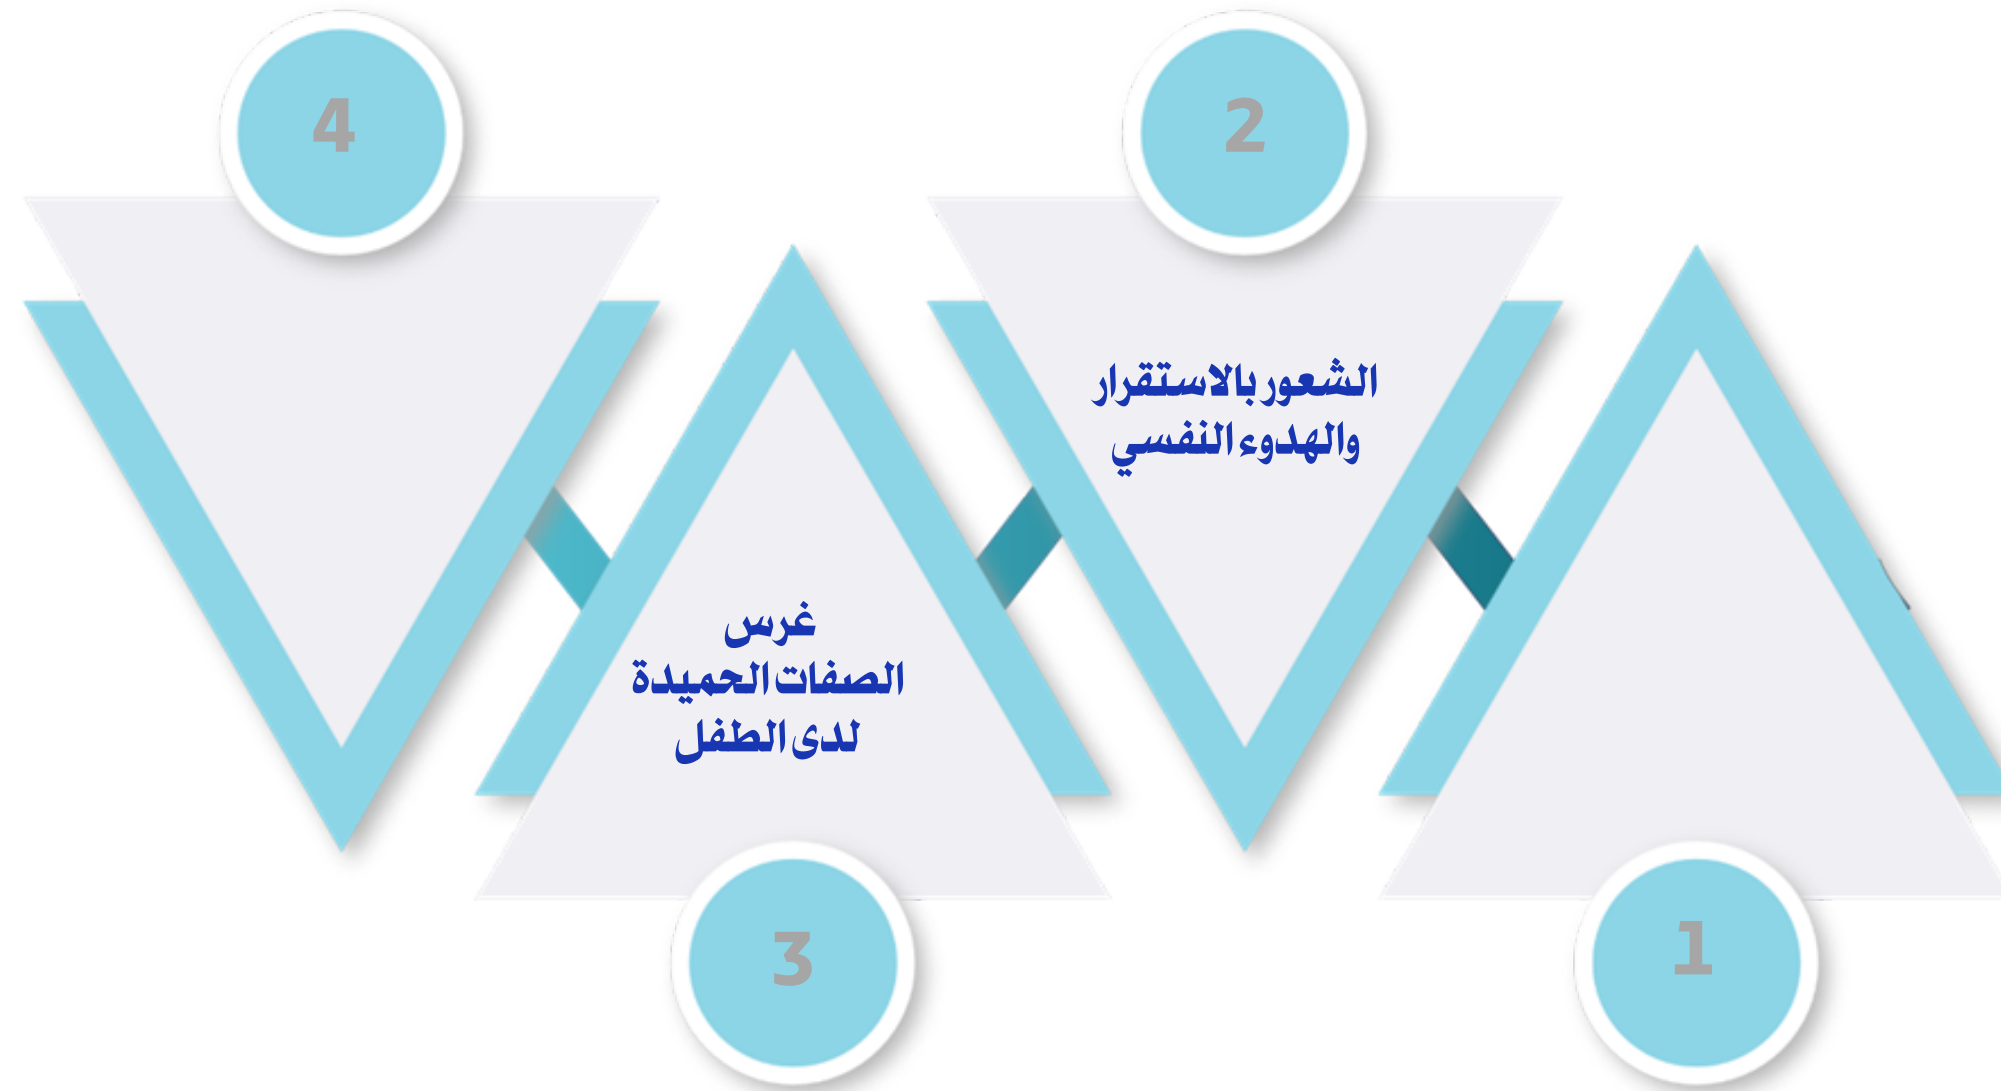 1
2
الشعور بالاستقرار
والهدوء النفسي
3
غرس
الصفات الحميدة
لدى الطفل
4